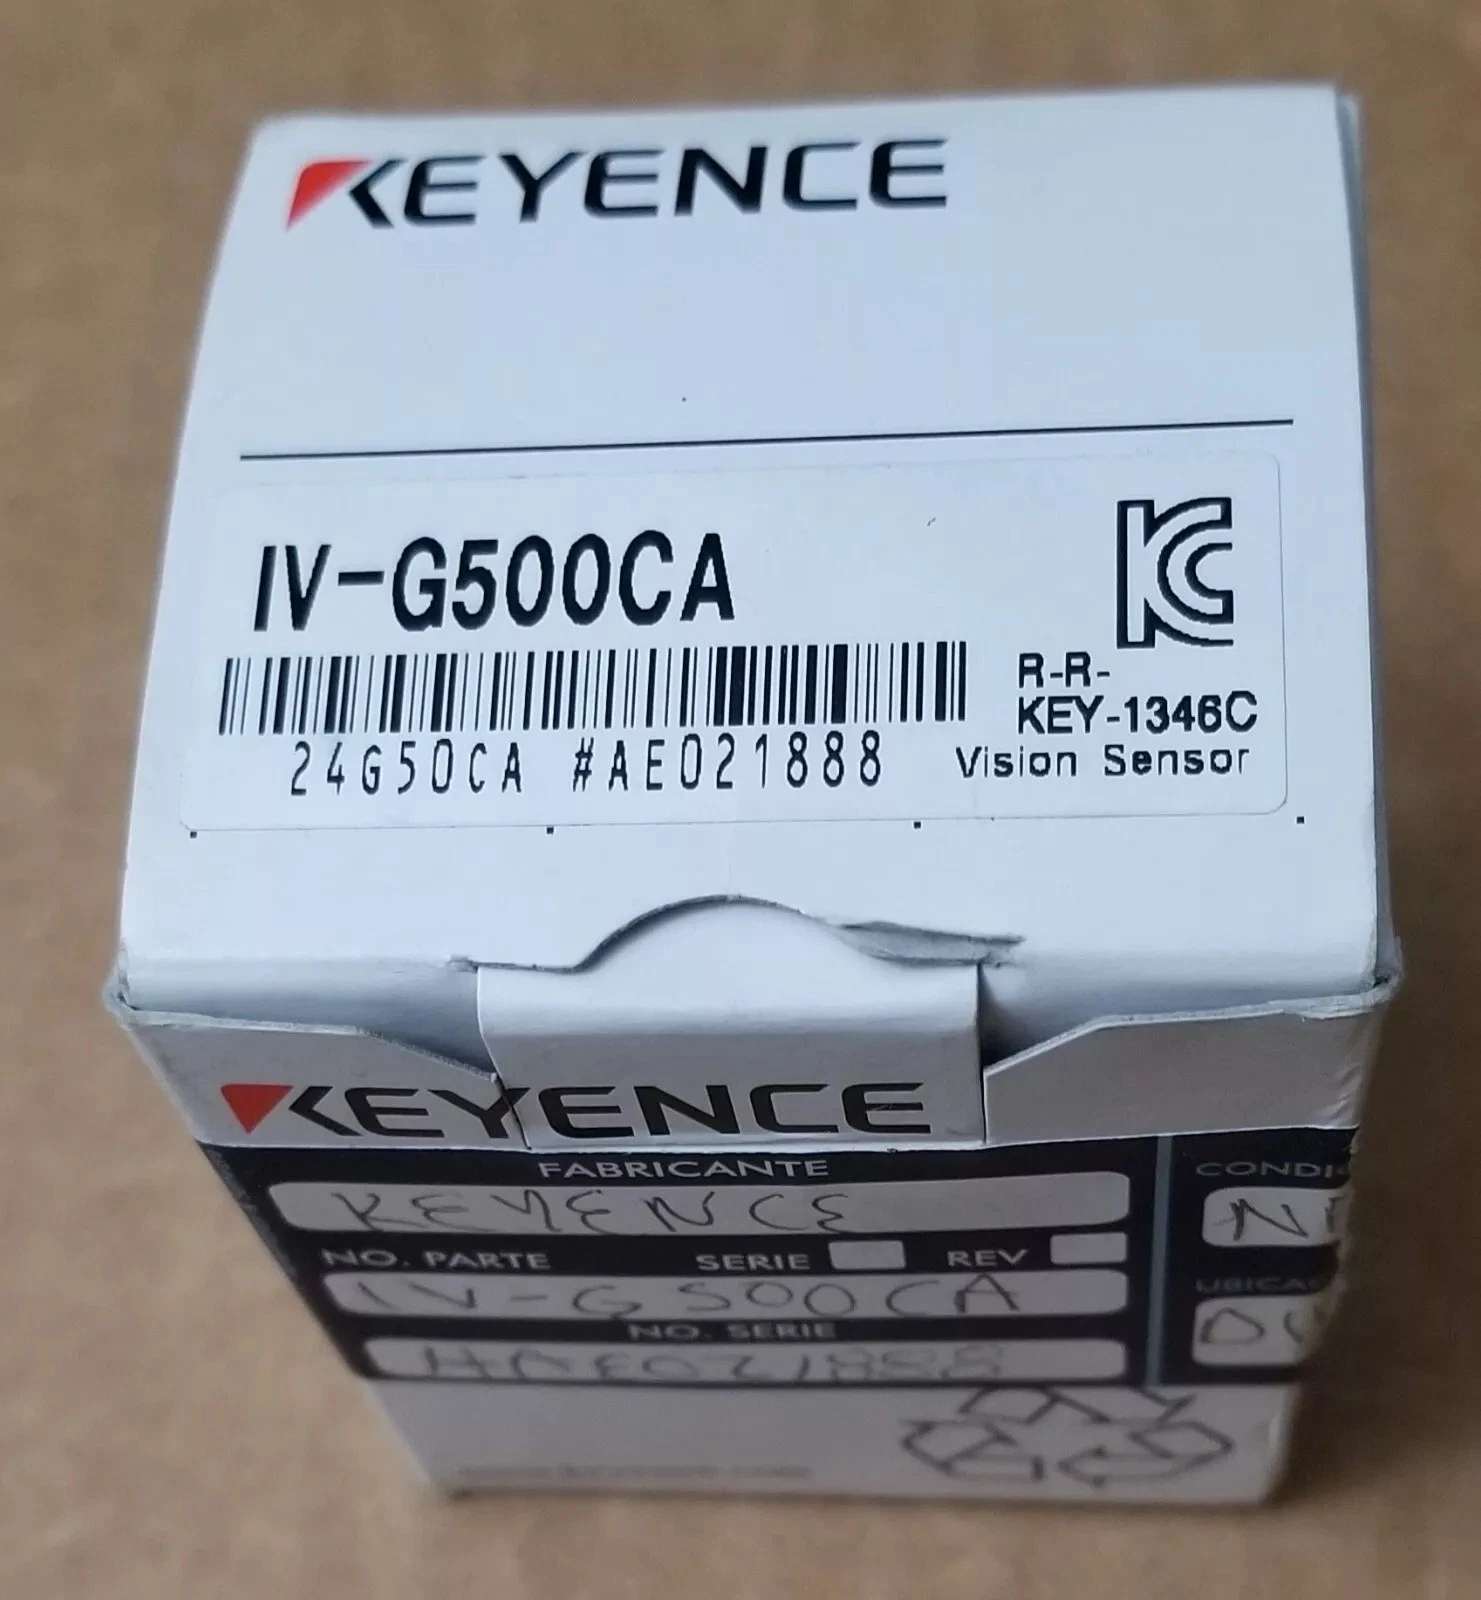 KEYENCE
IV-G500CA
R-R-
KEY-1346C
24G50CA #AE021888
Vision Sensor
KEYENCE
FABRICANTE
KEYENCE
NO. PARTE SERIE REV
IV-G500CA
NO. SERIE
#AE021888